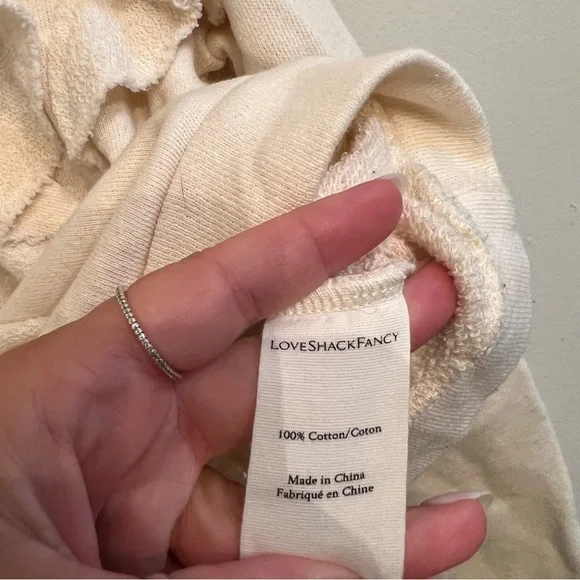 LOVESHACKFANCY
100% Cotton/Coton
Made in China
Fabriqué en Chine